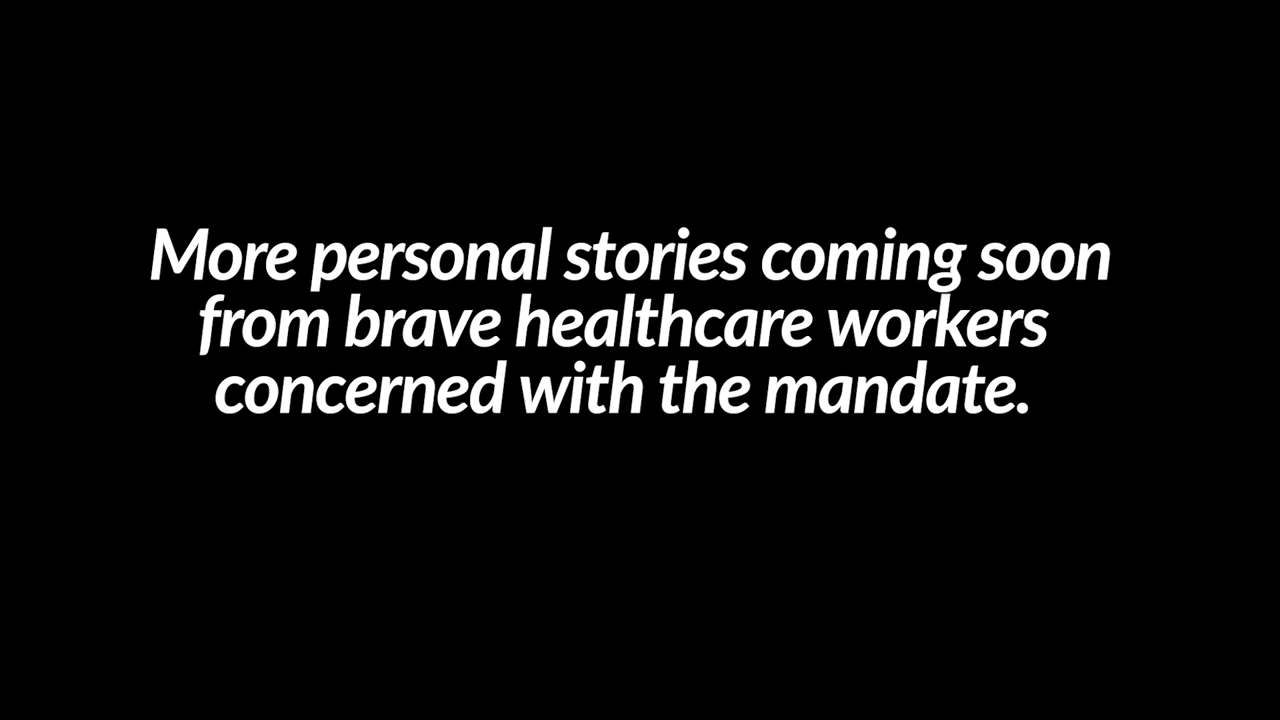 More personal stories coming soon
from brave healthcare workers
concerned with the mandate.